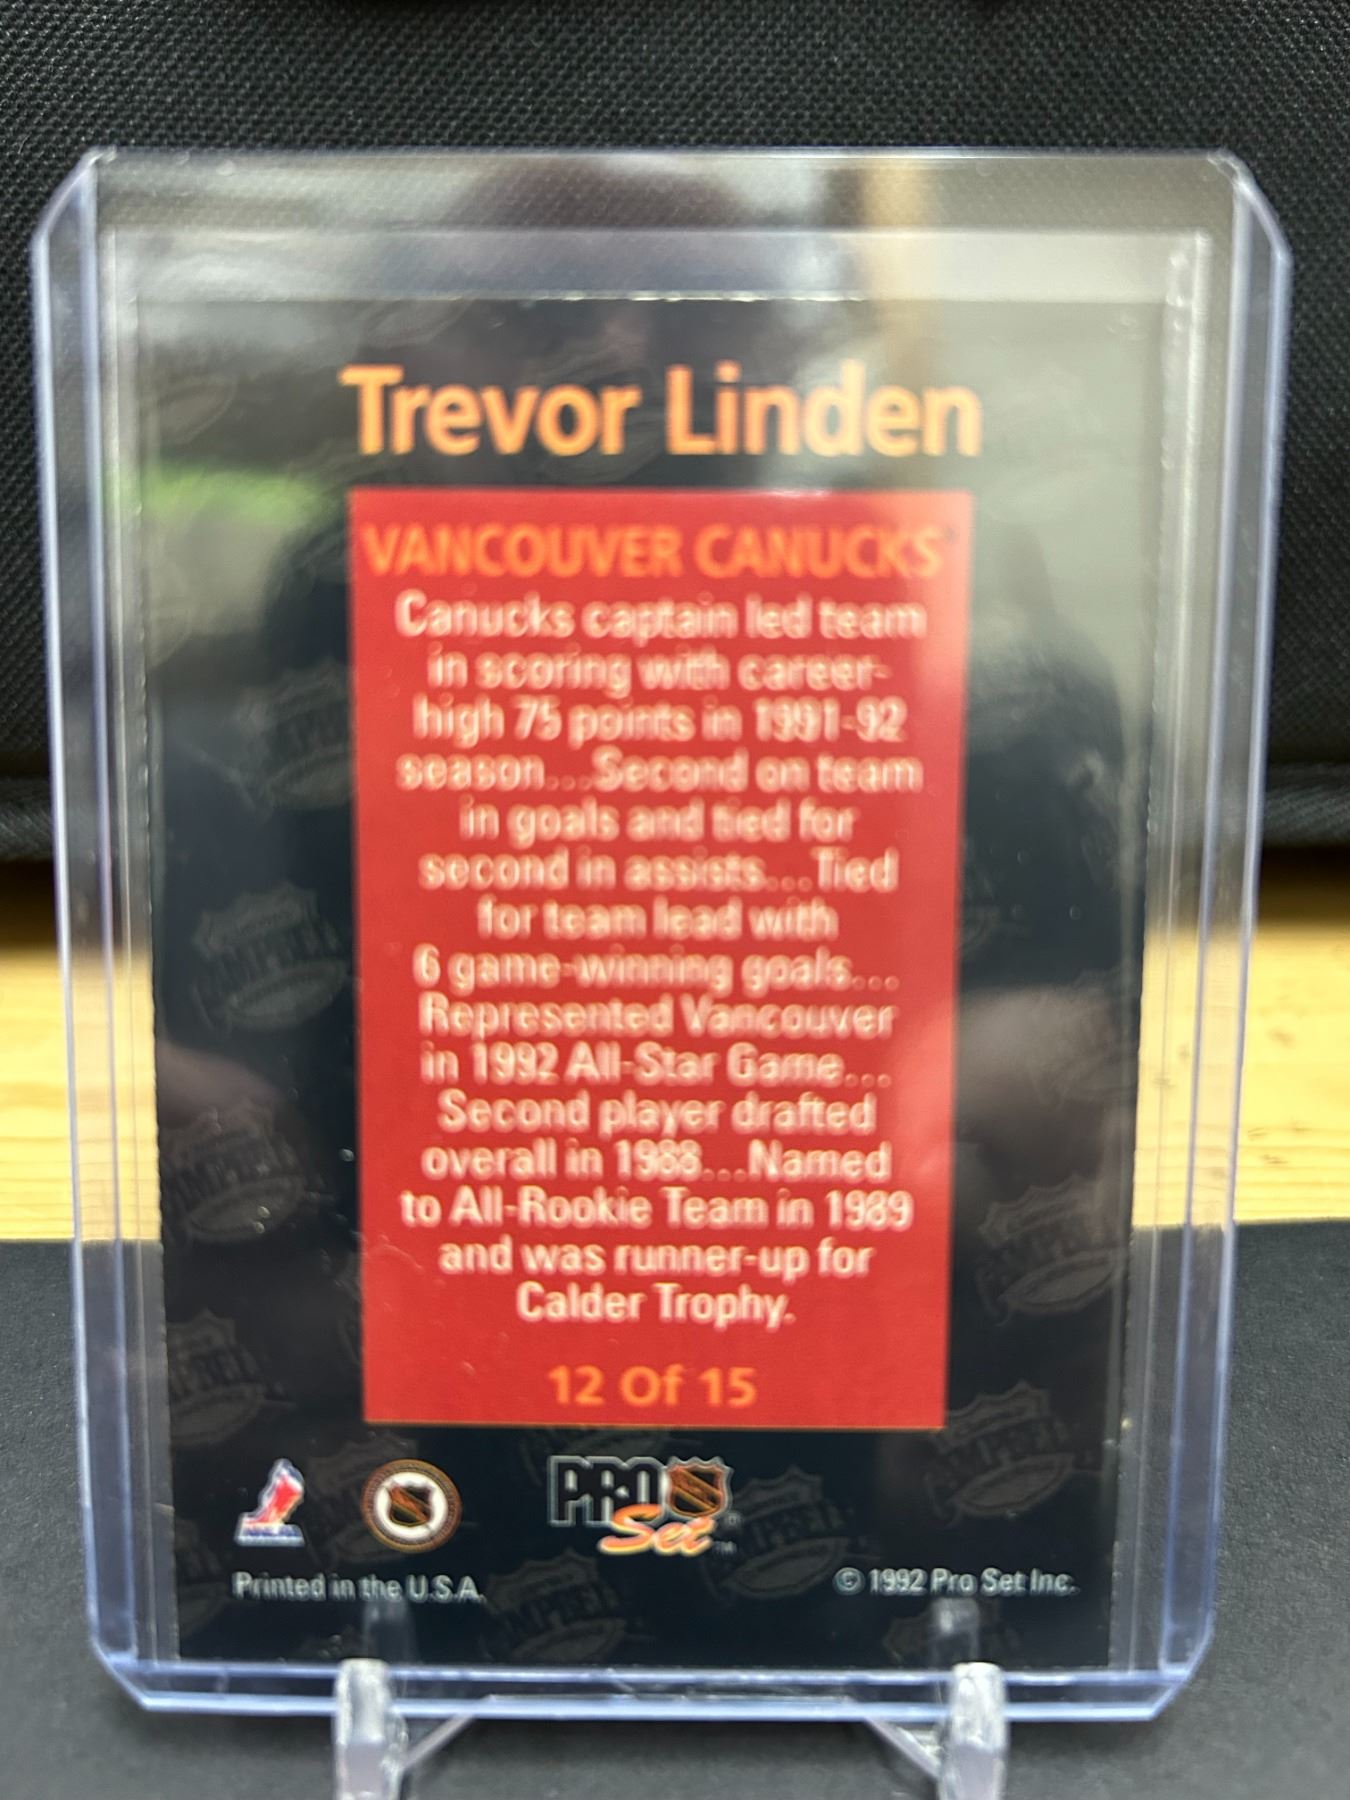 Trevor Linden
VANCOUVER CANUCKS
Canucks captain led team
in scoring with career-
high 75 points in 1991-92
season...Second on team
in goals and tied for
second in assists...Tied
for team lead with
6 game-winning goals...
Represented Vancouver
in 1992 All-Star Game...
Second player drafted
overall in 1988...Named
to All-Rookie Team in 1989
and was runner-up for
Calder Trophy.
12 Of 15
PRO
Set™
Printed in the U.S.A.
© 1992 Pro Set Inc.